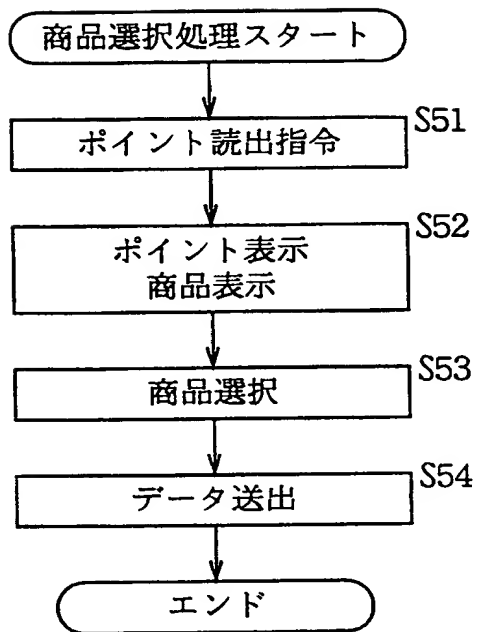 商品選択処理スタート
S51
ポイント読出指令
S52
ポイント表示
商品表示
S53
商品選択
S54
データ送出
エンド